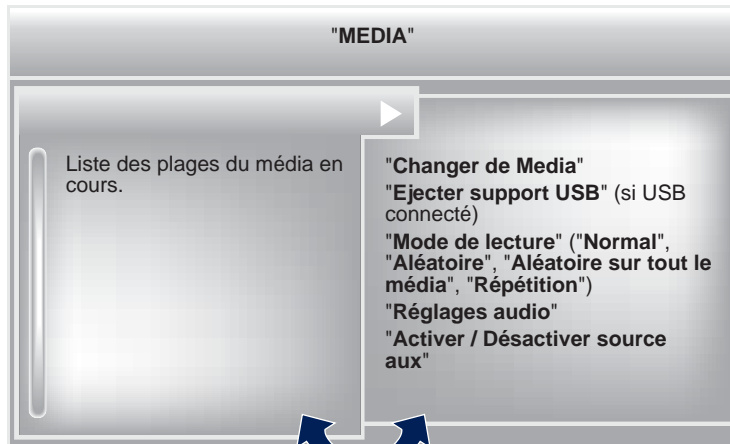 "MEDIA"
Liste des plages du média en
cours.
"Changer de Media"
"Ejecter support USB" (si USB
connecté)
"Mode de lecture" ("Normal",
"Aléatoire", "Aléatoire sur tout le
média", "Répétition")
"Réglages audio"
"Activer / Désactiver source
aux"